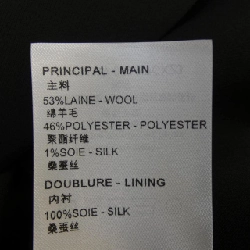 PRINCIPAL - MAIN
主料
53%LAINE - WOOL
绵羊毛
46%POLYESTER - POLYESTER
聚酯纤维
1%SOIE - SILK
桑蚕丝
DOUBLURE - LINING
内衬
100%SOIE - SILK
桑蚕丝